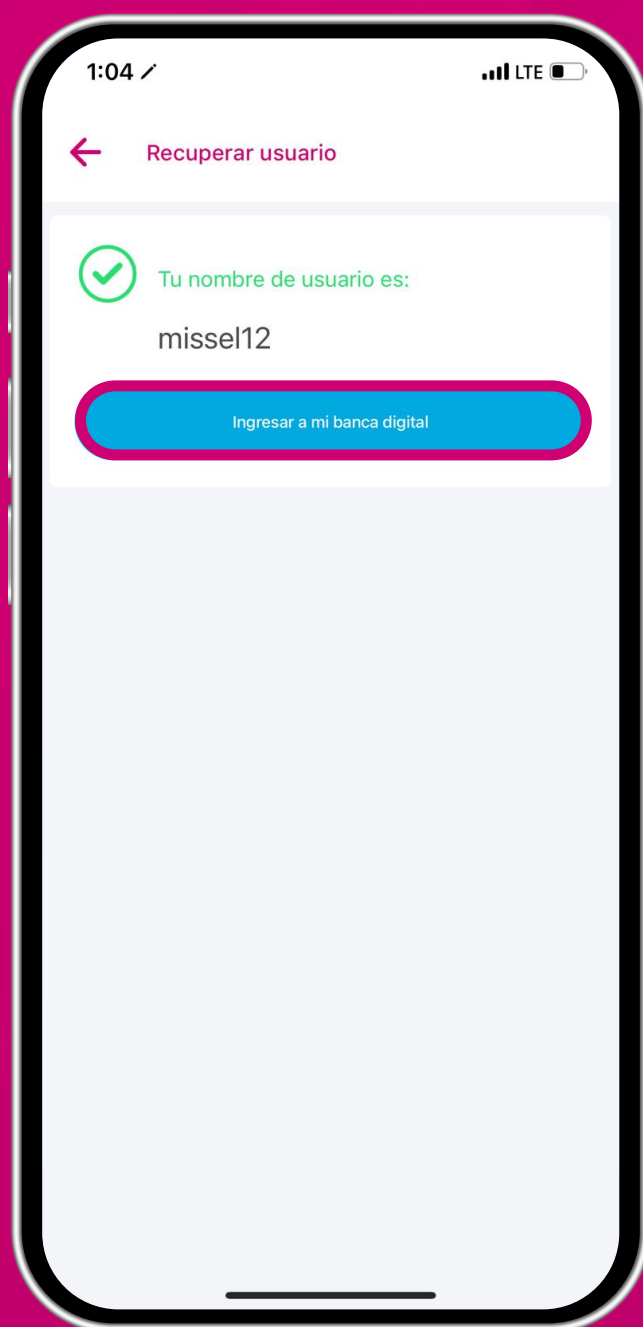 1:04
LTE
Recuperar usuario
Tu nombre de usuario es:
missel12
Ingresar a mi banca digital